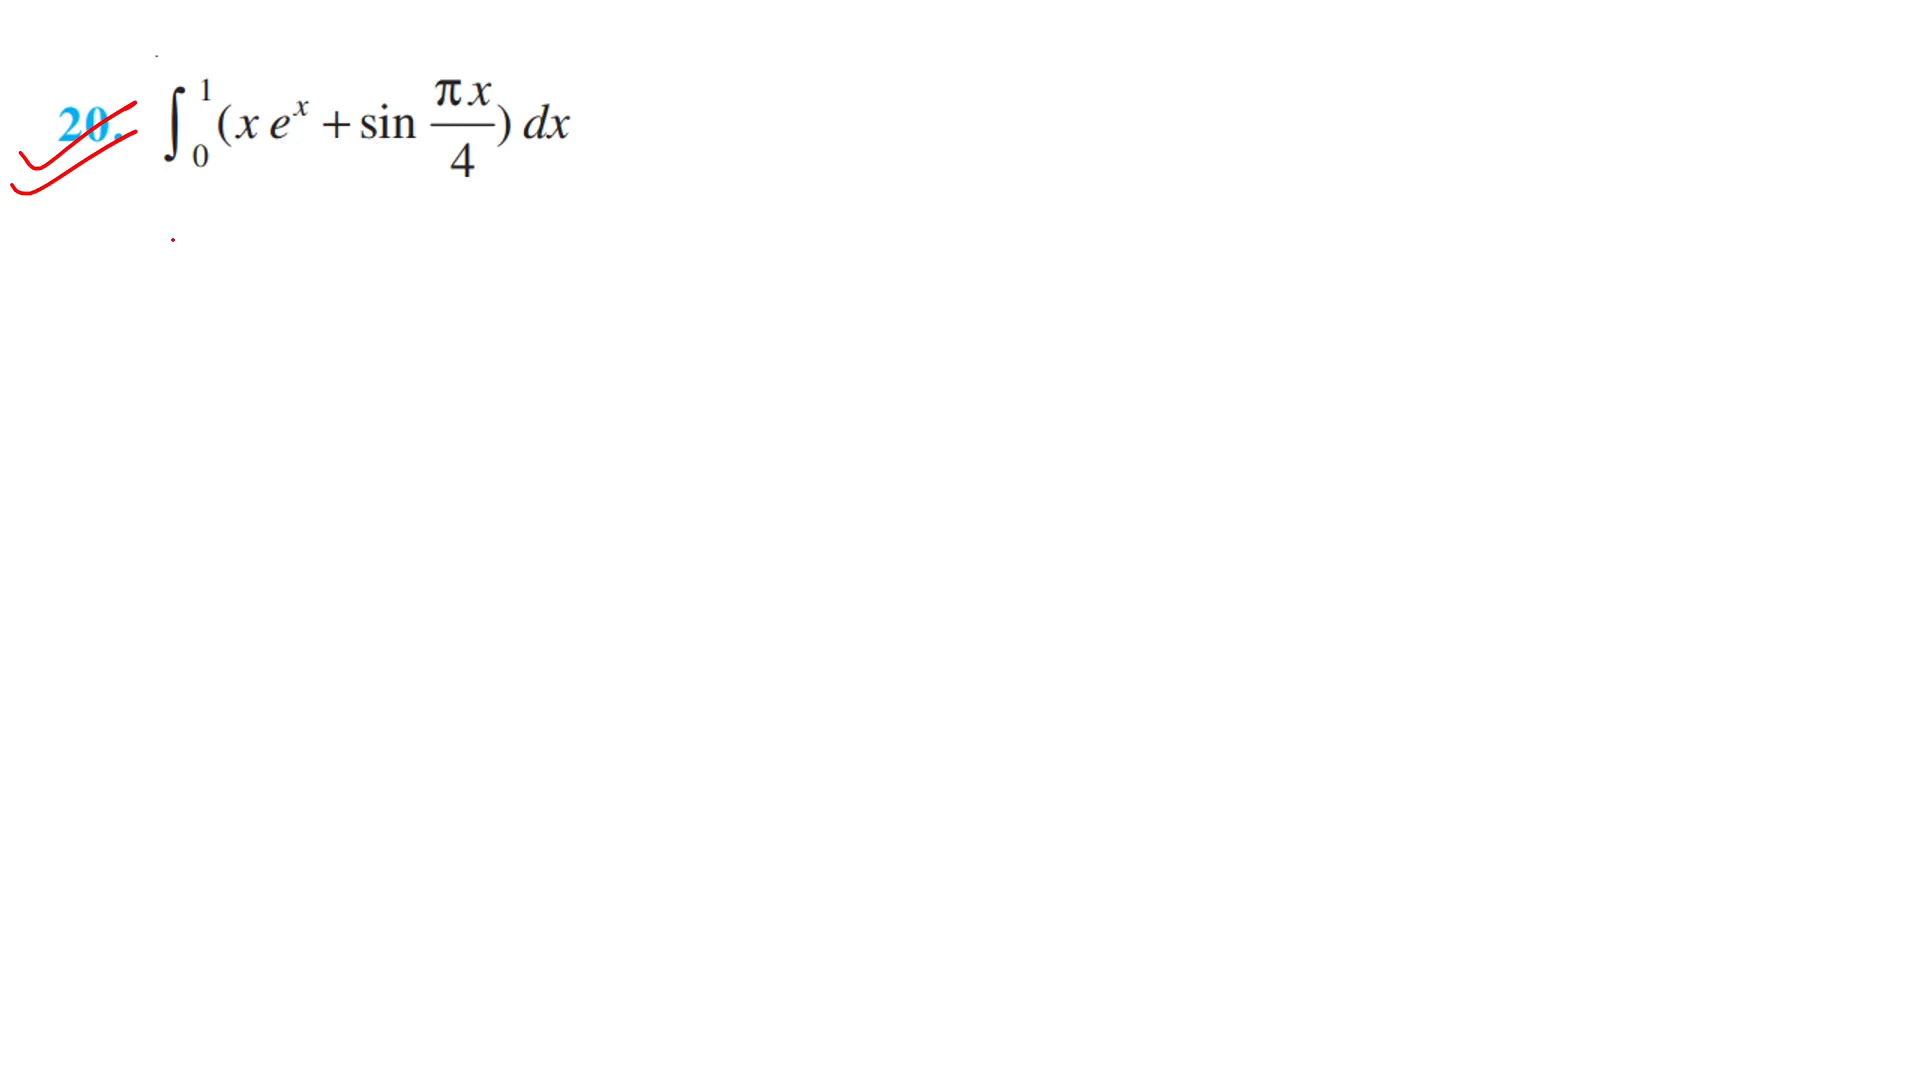 20. ∫₀¹ (x eˣ + sin πx/4) dx